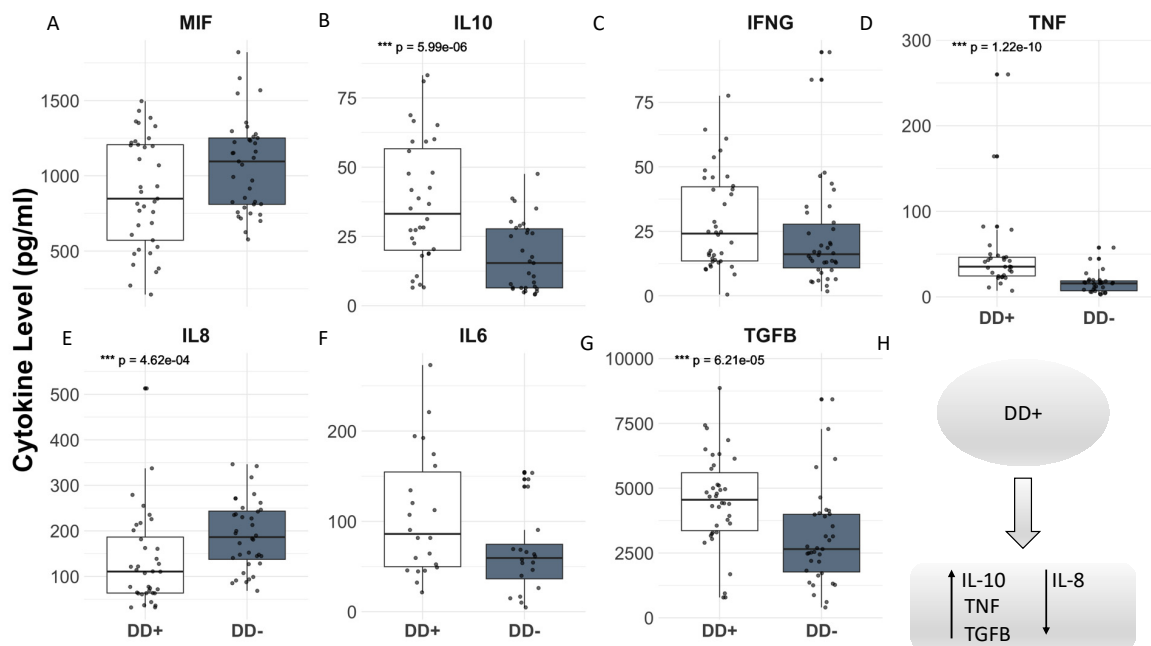 A
MIF
B
IL10
C
IFNG
D
TNF
Cytokine Level (pg/ml)
1500
1000
500
*** p = 5.99e-06
75
50
25
0
75
50
25
0
*** p = 1.22e-10
300
200
100
0
DD+ DD-
E
IL8
F
IL6
G
TGFB
H
*** p = 4.62e-04
500
400
300
200
100
DD+ DD-
200
100
0
DD+ DD-
*** p = 6.21e-05
10000
7500
5000
2500
0
DD+ DD-
DD+
IL-10
TNF
TGFB
IL-8